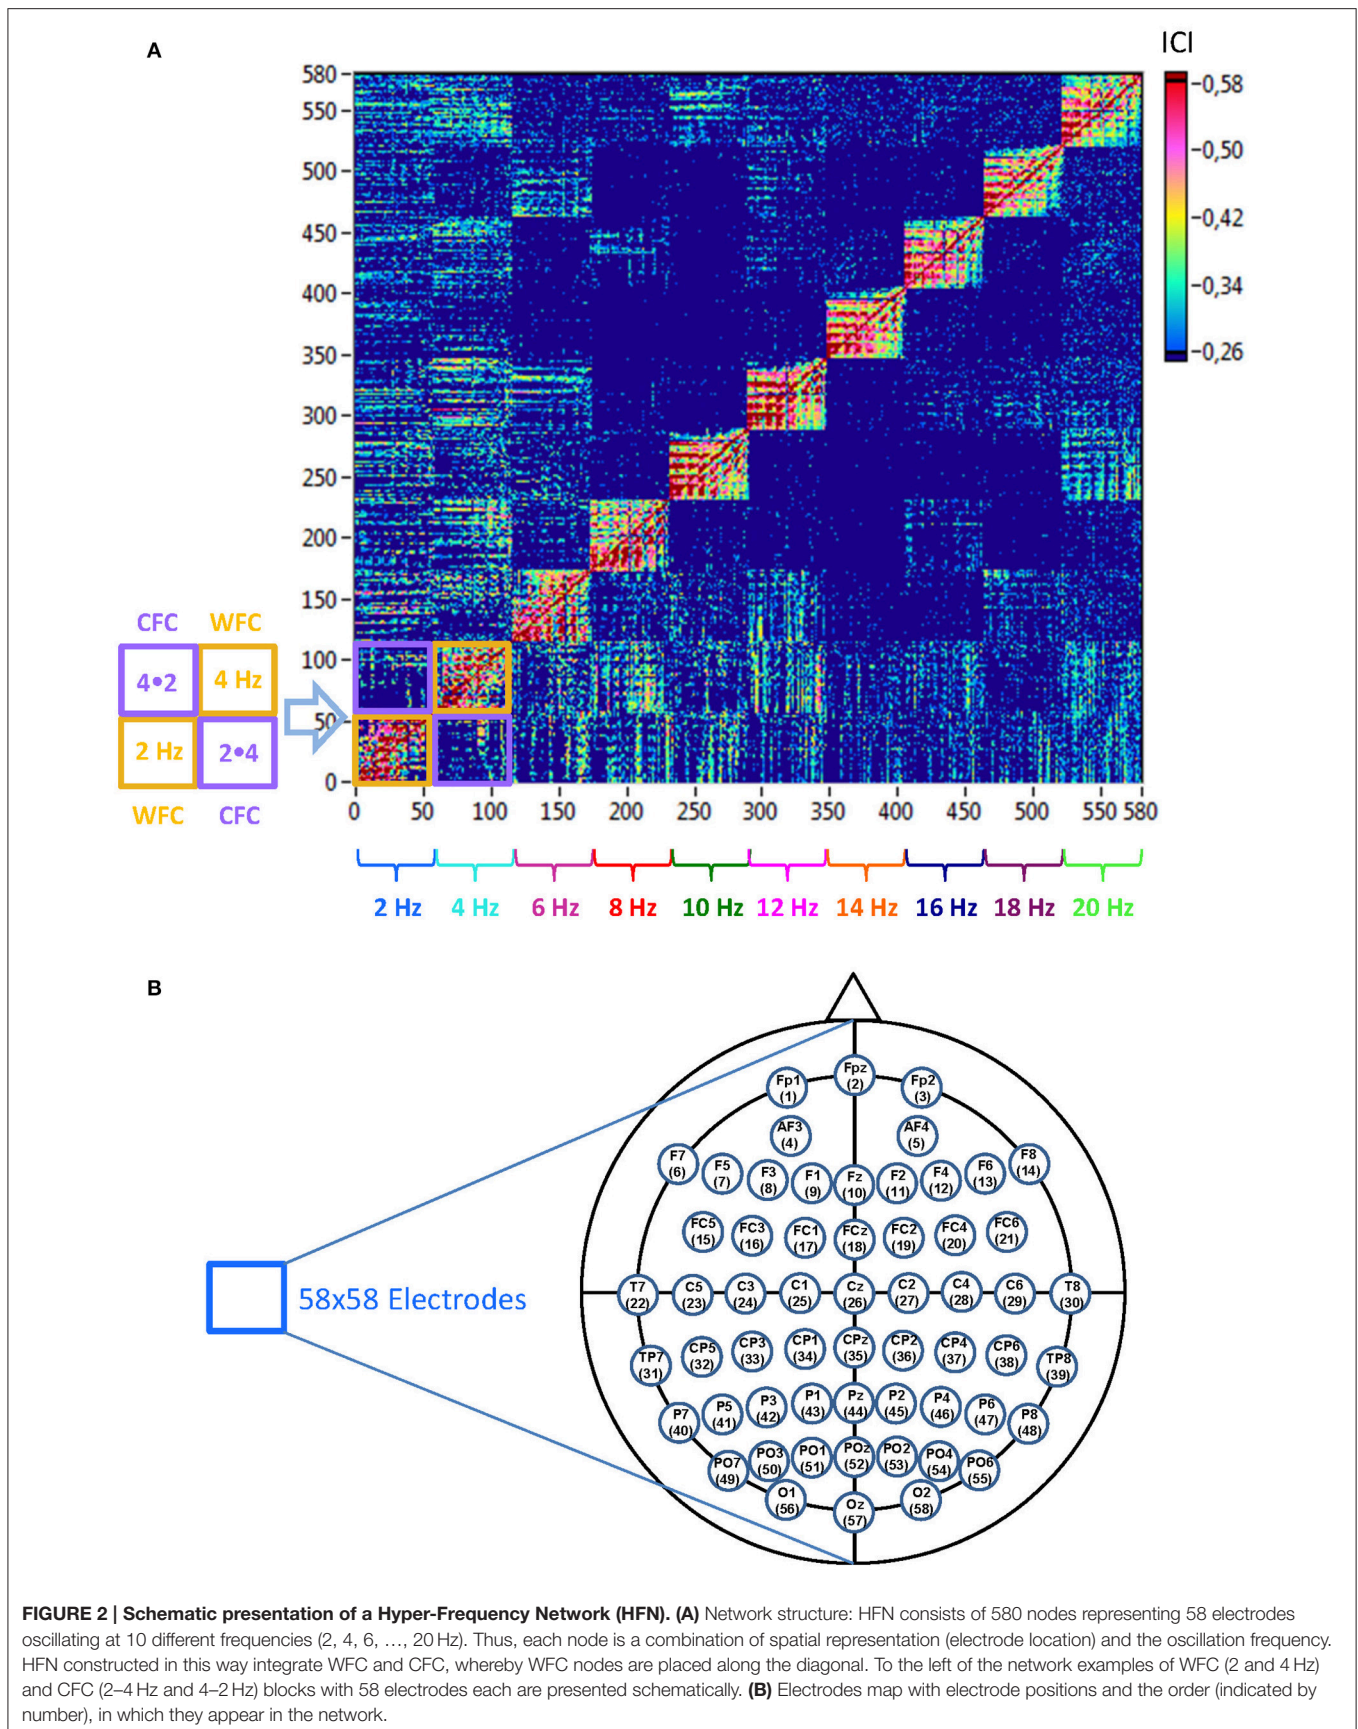 A
ICI
580
550
500
450
400
350
300
250
200
150
100
50
0
0,58
0,50
0,42
0,34
0,26
CFC WFC
4•2 4 Hz
2 Hz 2•4
WFC CFC
0 50 100 150 200 250 300 350 400 450 500 550 580
2 Hz 4 Hz 6 Hz 8 Hz 10 Hz 12 Hz 14 Hz 16 Hz 18 Hz 20 Hz
B
58x58 Electrodes
Fp1 Fpz Fp2
(1) (2) (3)
AF3 AF4
(4) (5)
F7 F5 F3 F1 Fz F2 F4 F6 F8
(6) (7) (8) (9) (10) (11) (12) (13) (14)
FC5 FC3 FC1 FCz FC2 FC4 FC6
(15) (16) (17) (18) (19) (20) (21)
T7 C5 C3 C1 Cz C2 C4 C6 T8
(22) (23) (24) (25) (26) (27) (28) (29) (30)
TP7 CP5 CP3 CP1 CPz CP2 CP4 CP6 TP8
(31) (32) (33) (34) (35) (36) (37) (38) (39)
P7 P5 P3 P1 Pz P2 P4 P6 P8
(40) (41) (42) (43) (44) (45) (46) (47) (48)
PO7 PO3 PO1 POz PO2 PO4 PO6
(49) (50) (51) (52) (53) (54) (55)
O1 Oz O2
(56) (57) (58)
FIGURE 2 | Schematic presentation of a Hyper-Frequency Network (HFN). (A) Network structure: HFN consists of 580 nodes representing 58 electrodes
oscillating at 10 different frequencies (2, 4, 6, …, 20 Hz). Thus, each node is a combination of spatial representation (electrode location) and the oscillation frequency.
HFN constructed in this way integrate WFC and CFC, whereby WFC nodes are placed along the diagonal. To the left of the network examples of WFC (2 and 4 Hz)
and CFC (2–4 Hz and 4–2 Hz) blocks with 58 electrodes each are presented schematically. (B) Electrodes map with electrode positions and the order (indicated by
number), in which they appear in the network.